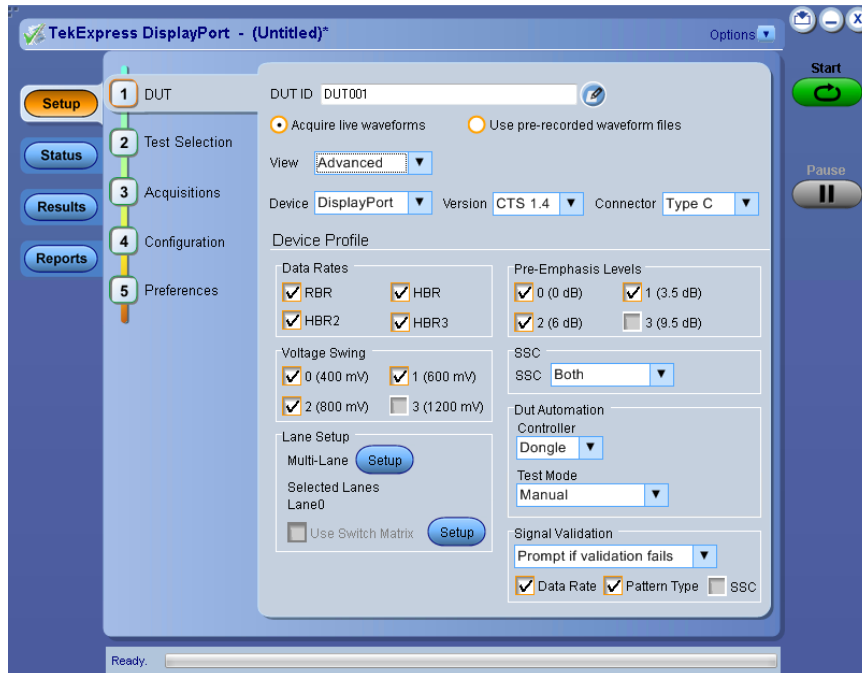 TekExpress DisplayPort - (Untitled)*
Options
Start
Pause
Setup
Status
Results
Reports
1 DUT
2 Test Selection
3 Acquisitions
4 Configuration
5 Preferences
DUT ID DUT001
Acquire live waveforms Use pre-recorded waveform files
View Advanced
Device DisplayPort Version CTS 1.4 Connector Type C
Device Profile
Data Rates
RBR HBR
HBR2 HBR3
Voltage Swing
0 (400 mV) 1 (600 mV)
2 (800 mV) 3 (1200 mV)
Lane Setup
Multi-Lane Setup
Selected Lanes
Lane0
Use Switch Matrix Setup
Pre-Emphasis Levels
0 (0 dB) 1 (3.5 dB)
2 (6 dB) 3 (9.5 dB)
SSC
SSC Both
Dut Automation
Controller
Dongle
Test Mode
Manual
Signal Validation
Prompt if validation fails
Data Rate Pattern Type SSC
Ready.